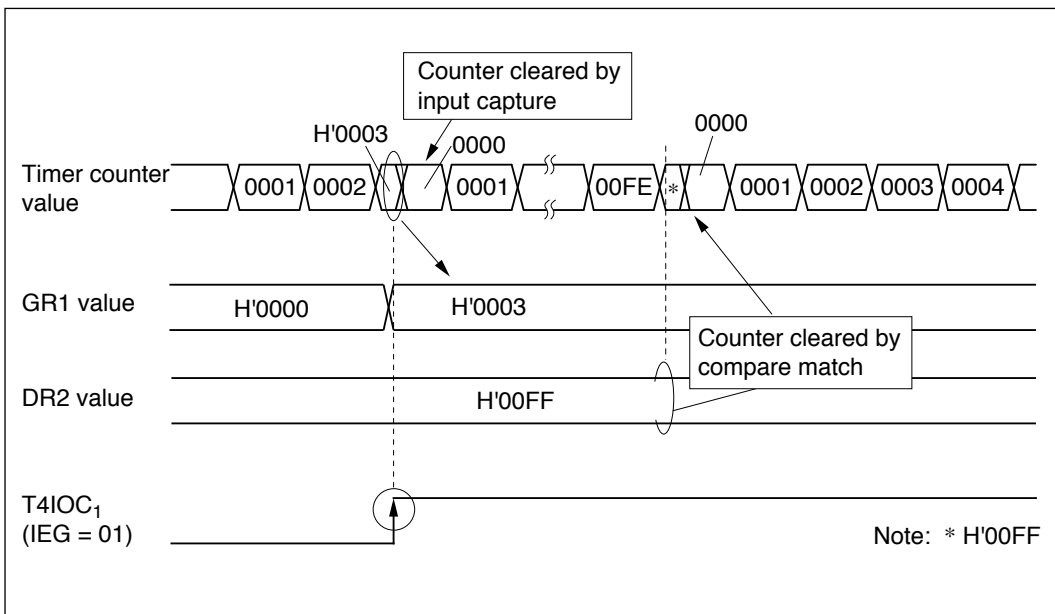 Counter cleared by
input capture
H'0003
0000
0000
Timer counter
value
0001 0002 0001 00FE * 0001 0002 0003 0004
GR1 value
H'0000
H'0003
Counter cleared by
compare match
DR2 value
H'00FF
T4IOC₁
(IEG = 01)
Note: * H'00FF